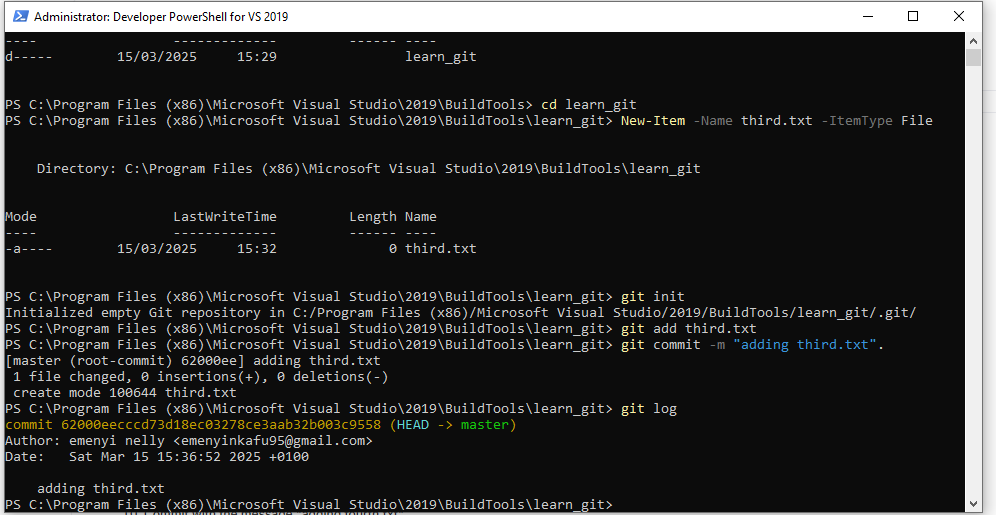 Administrator: Developer PowerShell for VS 2019
----                 -------------         ------ ----
d-----         15/03/2025     15:29                learn_git
PS C:\Program Files (x86)\Microsoft Visual Studio\2019\BuildTools> cd learn_git
PS C:\Program Files (x86)\Microsoft Visual Studio\2019\BuildTools\learn_git> New-Item -Name third.txt -ItemType File
    Directory: C:\Program Files (x86)\Microsoft Visual Studio\2019\BuildTools\learn_git
Mode                 LastWriteTime         Length Name
----                 -------------         ------ ----
-a----         15/03/2025     15:32              0 third.txt
PS C:\Program Files (x86)\Microsoft Visual Studio\2019\BuildTools\learn_git> git init
Initialized empty Git repository in C:/Program Files (x86)/Microsoft Visual Studio/2019/BuildTools/learn_git/.git/
PS C:\Program Files (x86)\Microsoft Visual Studio\2019\BuildTools\learn_git> git add third.txt
PS C:\Program Files (x86)\Microsoft Visual Studio\2019\BuildTools\learn_git> git commit -m "adding third.txt".
[master (root-commit) 62000ee] adding third.txt
 1 file changed, 0 insertions(+), 0 deletions(-)
 create mode 100644 third.txt
PS C:\Program Files (x86)\Microsoft Visual Studio\2019\BuildTools\learn_git> git log
commit 62000eecccd73d18ec03278ce3aab32b003c9558 (HEAD -> master)
Author: emenyi nelly <emenyinkafu95@gmail.com>
Date:   Sat Mar 15 15:36:52 2025 +0100
    adding third.txt
PS C:\Program Files (x86)\Microsoft Visual Studio\2019\BuildTools\learn_git>